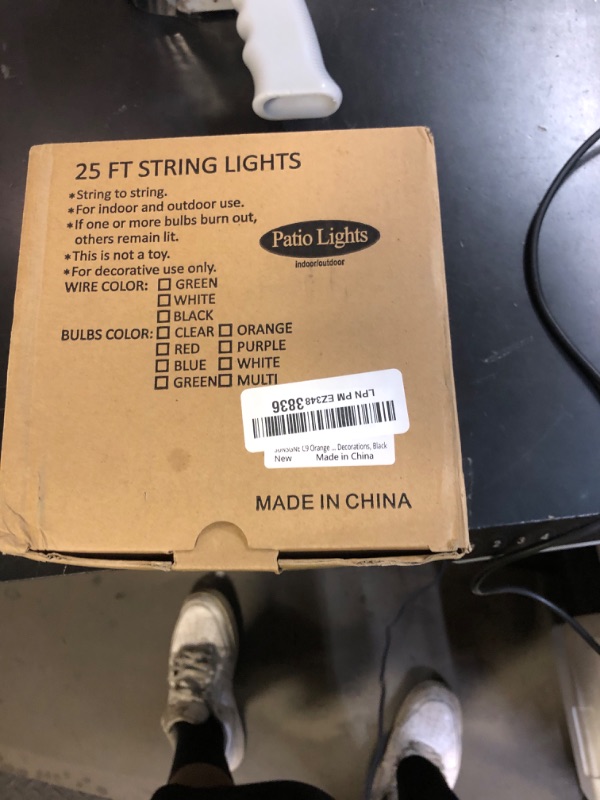 25 FT STRING LIGHTS
*String to string.
*For indoor and outdoor use.
*If one or more bulbs burn out,
others remain lit.
*This is not a toy.
*For decorative use only.
Patio Lights
indoor/outdoor
WIRE COLOR: ☐ GREEN
☐ WHITE
☐ BLACK
BULBS COLOR: ☐ CLEAR ☐ ORANGE
☐ RED ☐ PURPLE
☐ BLUE ☐ WHITE
☐ GREEN ☐ MULTI
LPN PM EZ348 3836
Orange ... Decorations, Black
New Made in China
MADE IN CHINA
2 3 4